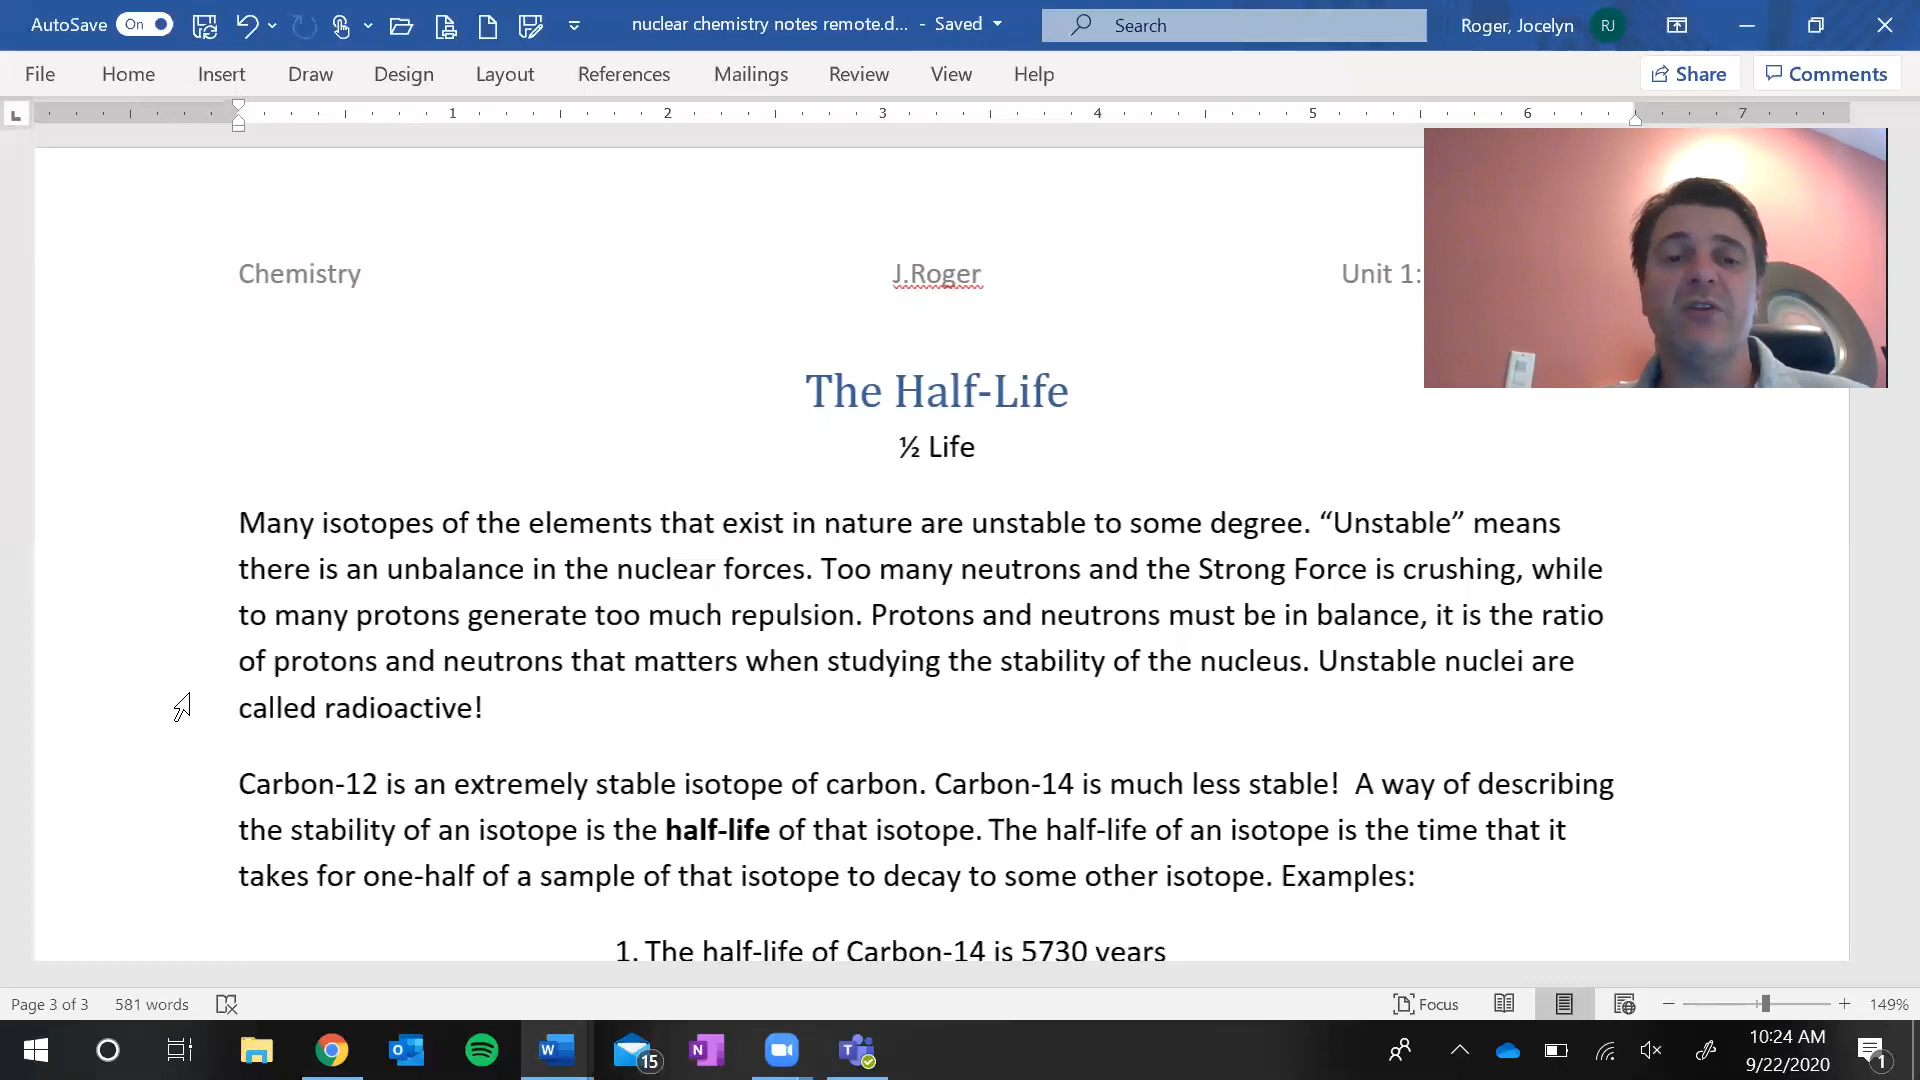 AutoSave On nuclear chemistry notes remote.d... - Saved Search Roger, Jocelyn RJ
File Home Insert Draw Design Layout References Mailings Review View Help Share Comments
1 2 3 4 5 6 7
Chemistry J.Roger Unit 1:
The Half-Life
½ Life
Many isotopes of the elements that exist in nature are unstable to some degree. “Unstable” means
there is an unbalance in the nuclear forces. Too many neutrons and the Strong Force is crushing, while
to many protons generate too much repulsion. Protons and neutrons must be in balance, it is the ratio
of protons and neutrons that matters when studying the stability of the nucleus. Unstable nuclei are
called radioactive!
Carbon-12 is an extremely stable isotope of carbon. Carbon-14 is much less stable!  A way of describing
the stability of an isotope is the half-life of that isotope. The half-life of an isotope is the time that it
takes for one-half of a sample of that isotope to decay to some other isotope. Examples:
1. The half-life of Carbon-14 is 5730 years
Page 3 of 3 581 words Focus 149%
15 10:24 AM
9/22/2020 1